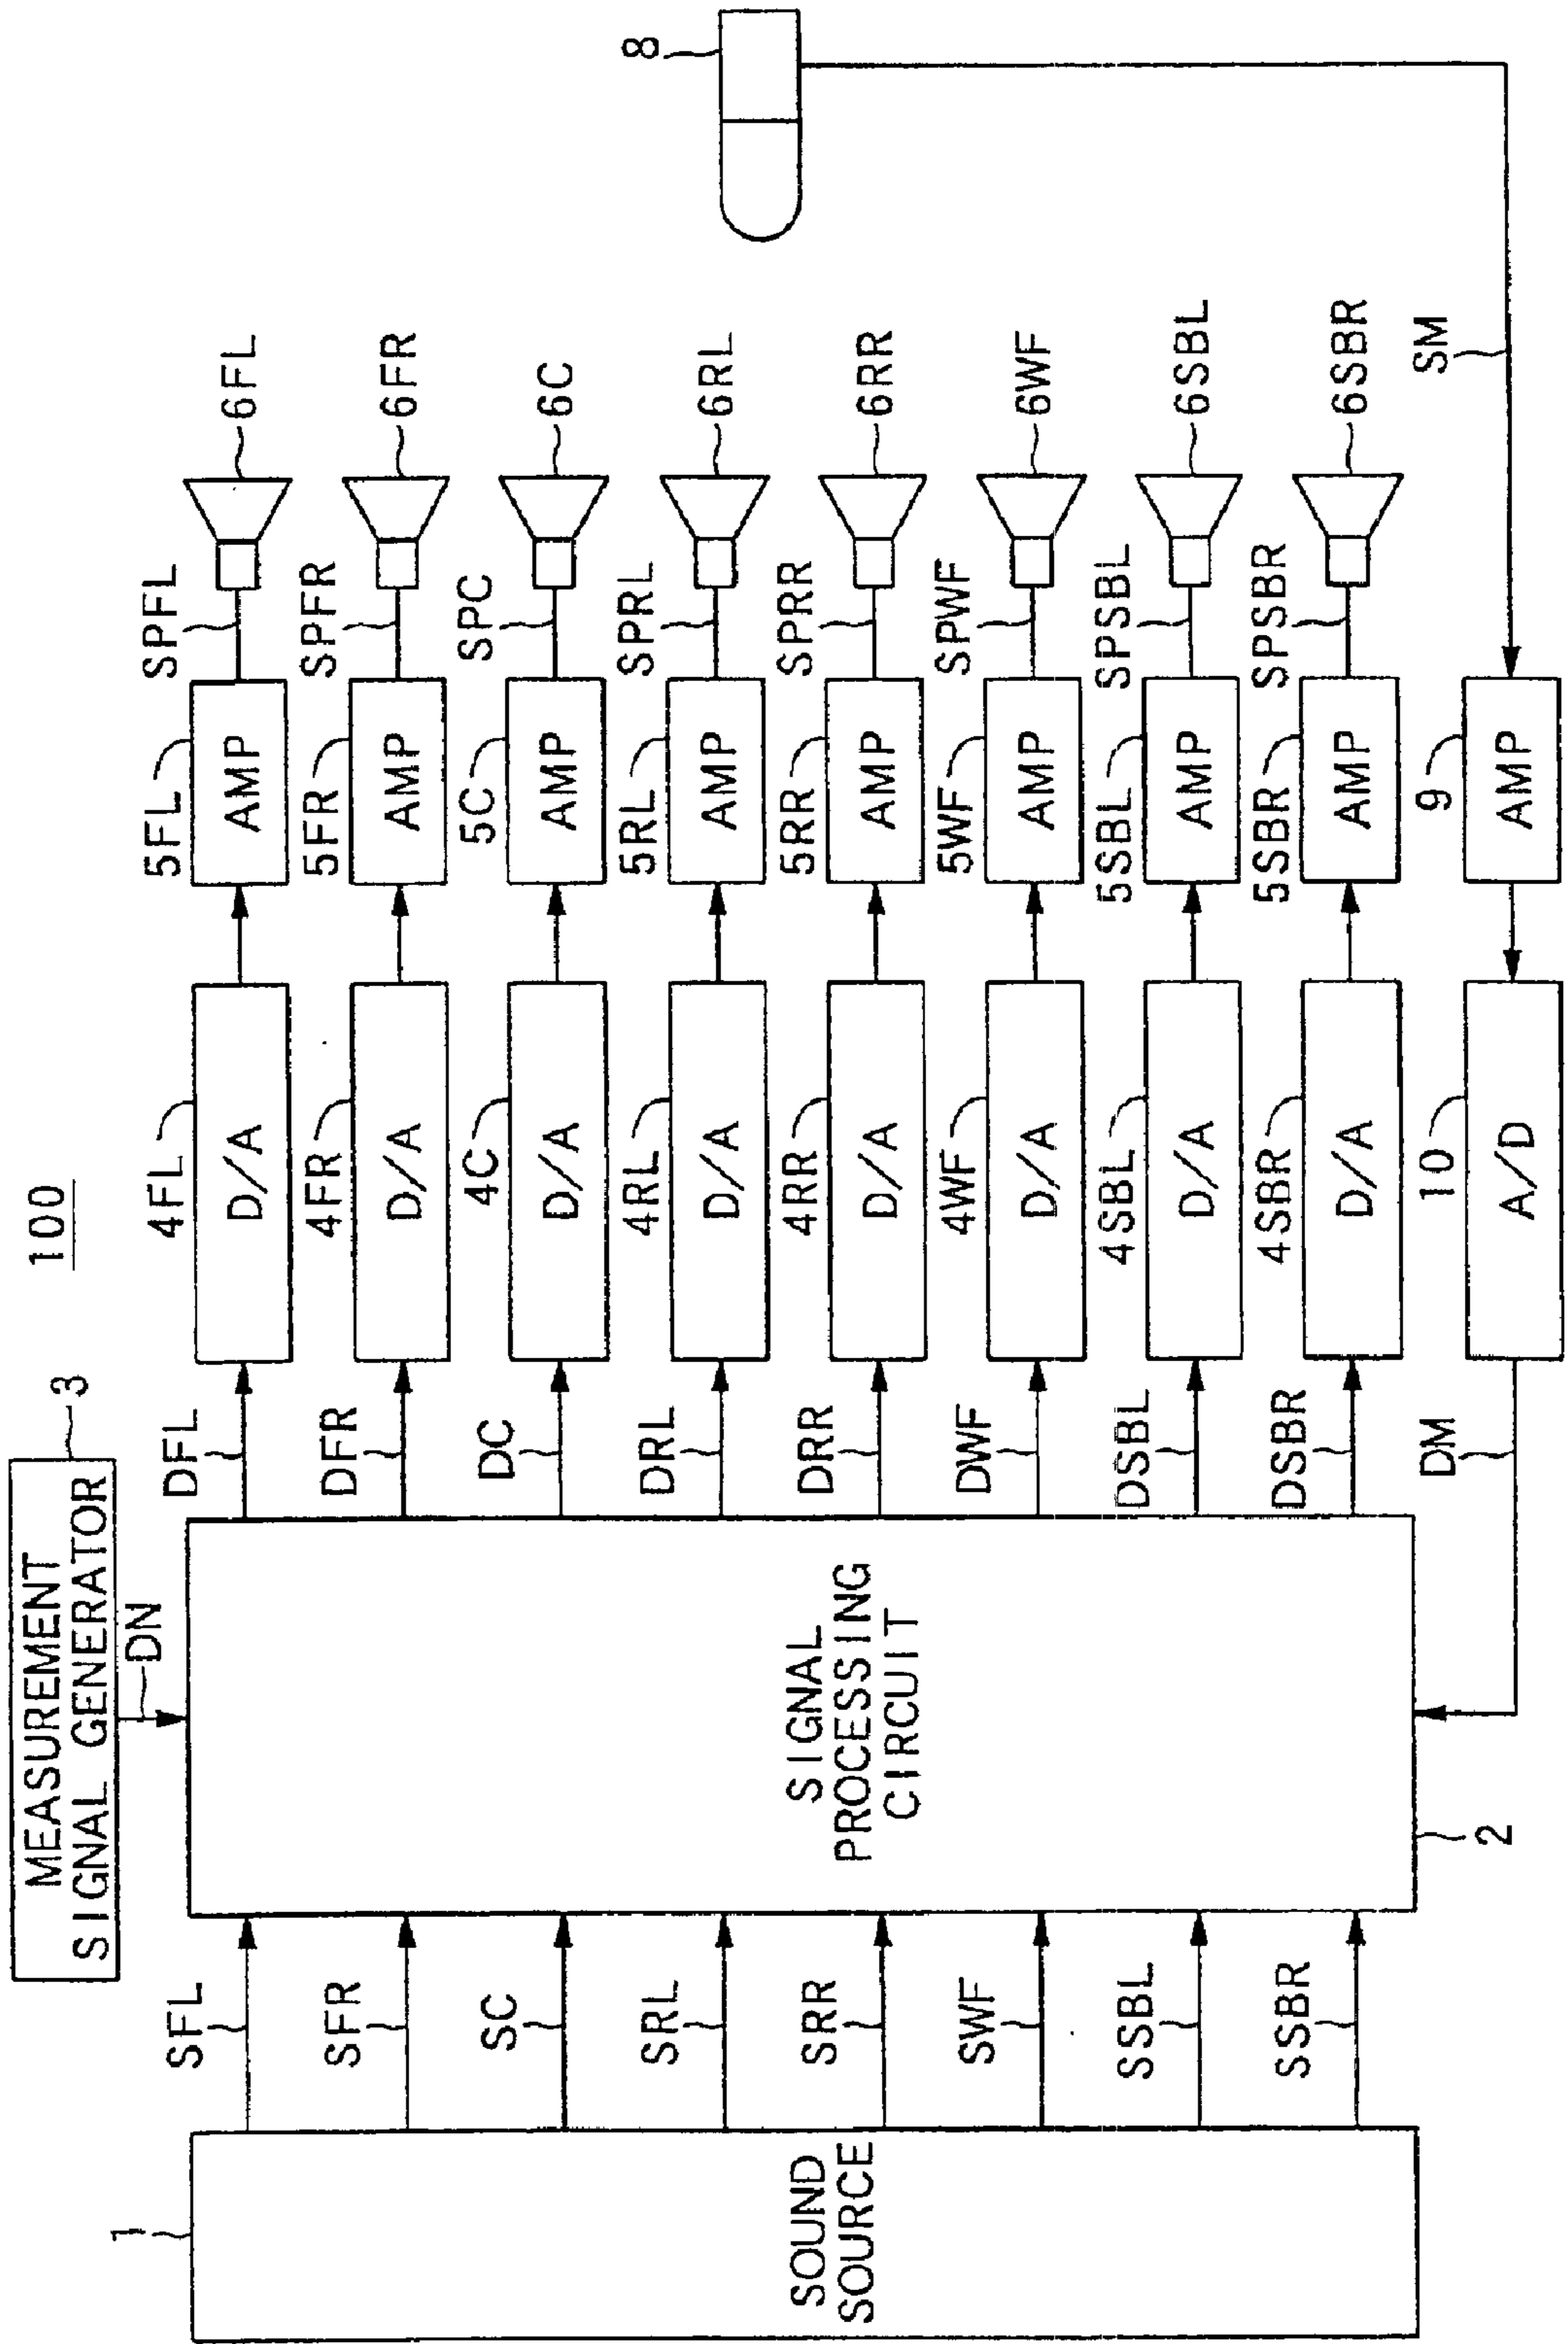 100
MEASUREMENT
SIGNAL GENERATOR
3
DN
1
SOUND
SOURCE
SFL
SFR
SC
SRL
SRR
SWF
SSBL
SSBR
SIGNAL
PROCESSING
CIRCUIT
2
DFL
DFR
DC
DRL
DRR
DWF
DSBL
DSBR
DM
4FL
D/A
4FR
D/A
4C
D/A
4RL
D/A
4RR
D/A
4WF
D/A
4SBL
D/A
4SBR
D/A
10
A/D
5FL
AMP
5FR
AMP
5C
AMP
5RL
AMP
5RR
AMP
5WF
AMP
5SBL
AMP
5SBR
AMP
9
AMP
SPFL
SPFR
SPC
SPRL
SPRR
SPWF
SPSBL
SPSBR
6FL
6FR
6C
6RL
6RR
6WF
6SBL
6SBR
SM
8